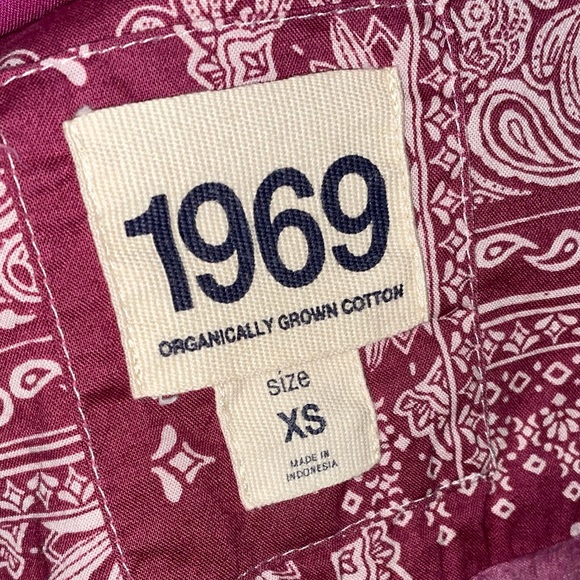 1969
ORGANICALLY GROWN COTTON
size
XS
MADE IN
INDONESIA